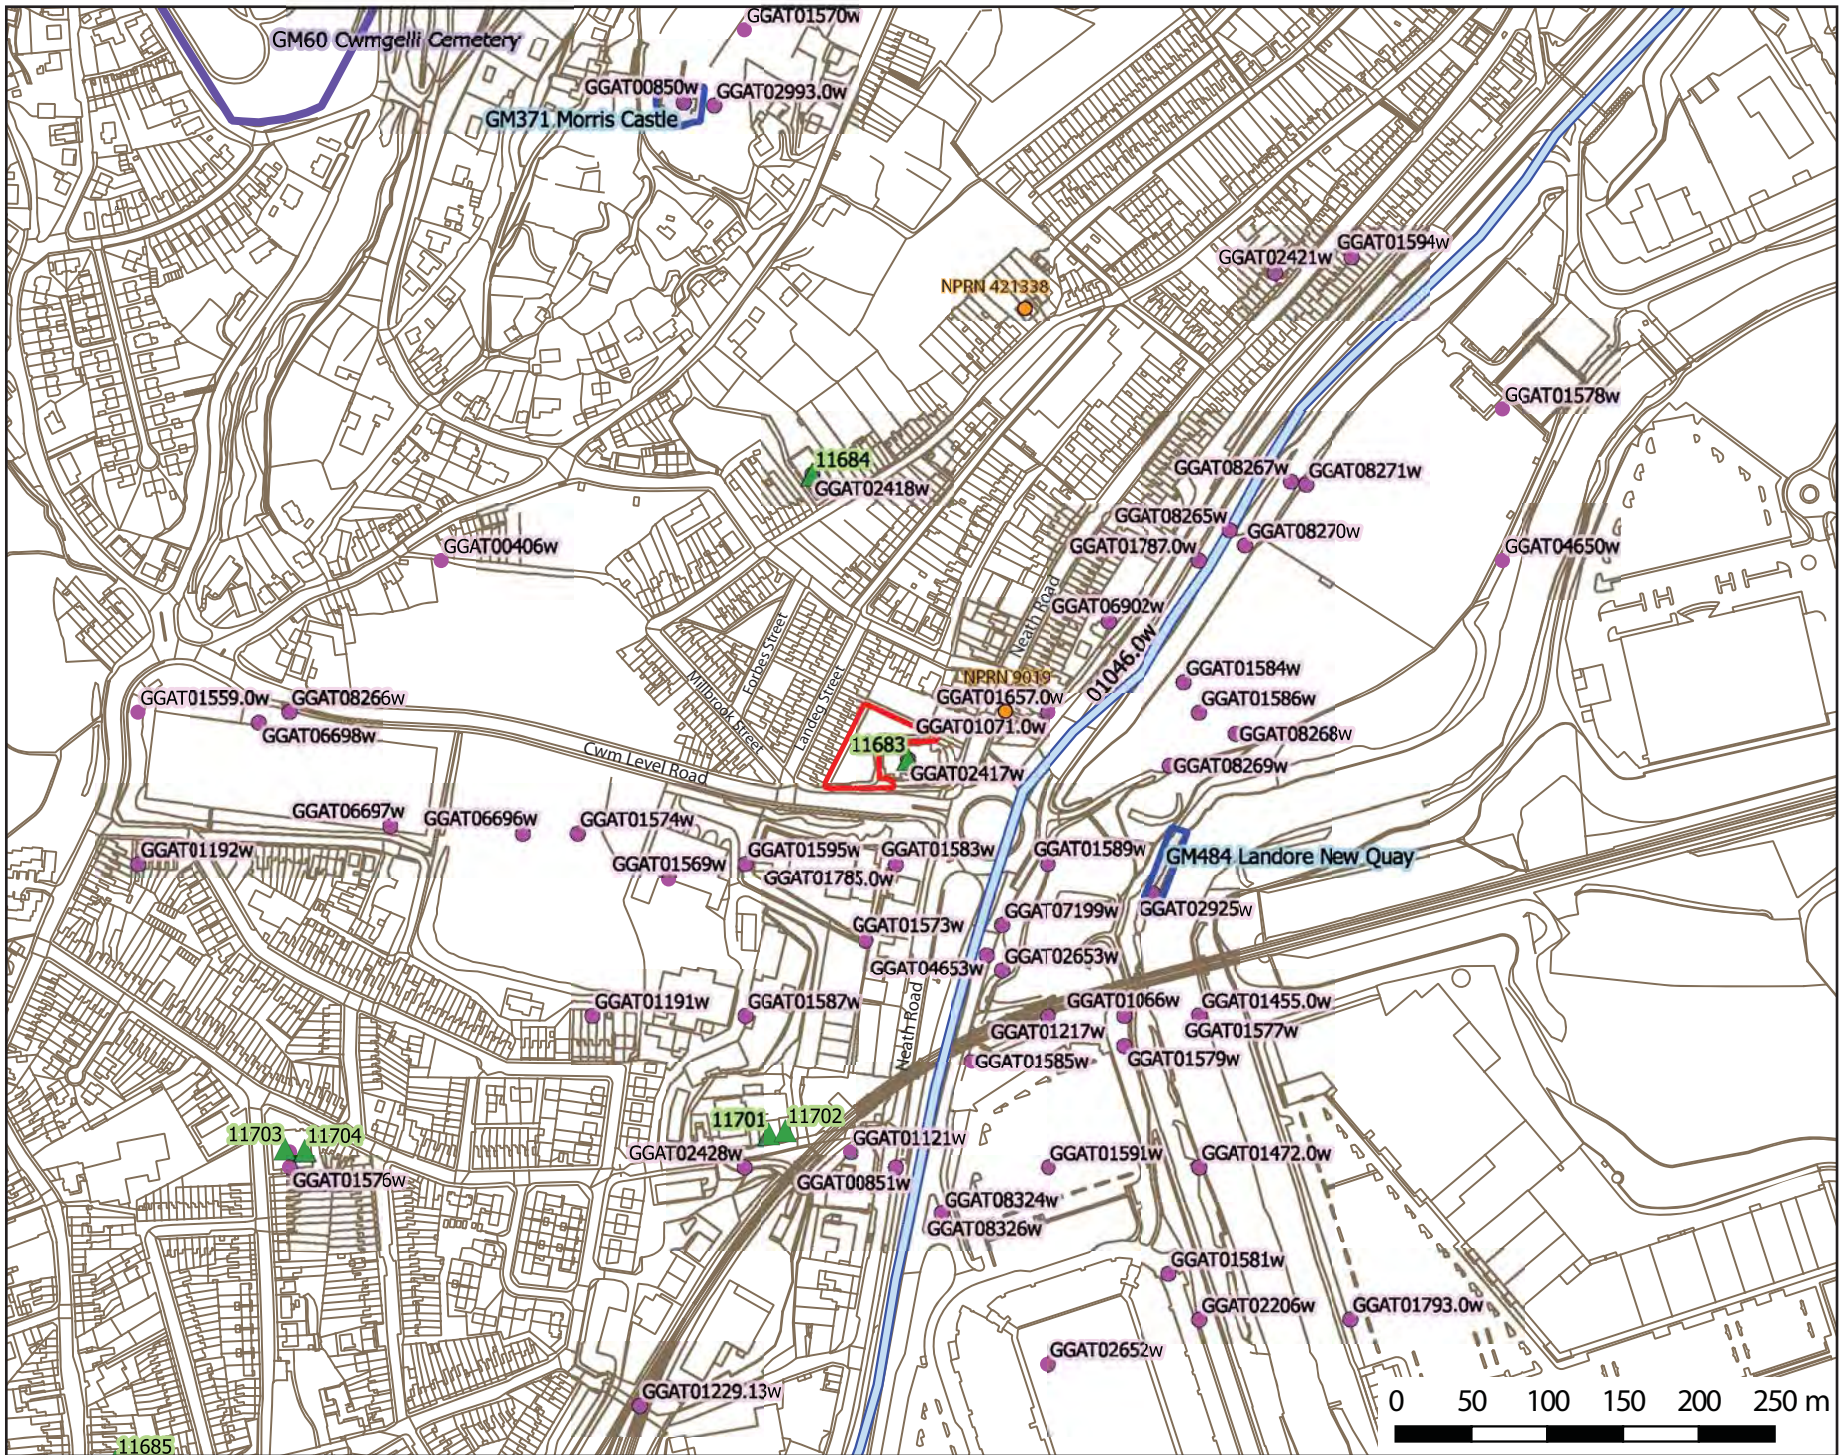 GGAT01570w
GM60 Cwmgelli Cemetery
GGAT00850w
GGAT02993.0w
GM371 Morris Castle
GGAT01594w
GGAT02421w
NPRN 421338
GGAT01578w
11684
GGAT08267w
GGAT08271w
GGAT02418w
GGAT08265w
GGAT08270w
GGAT00406w
GGAT01787.0w
GGAT04650w
Neath Road
GGAT06902w
Forbes Street
01046.0w
GGAT01584w
NPRN 9019
Millbrook Street
Landeg Street
GGAT01559.0w
GGAT08266w
GGAT01657.0w
GGAT01586w
GGAT06698w
GGAT01071.0w
GGAT08268w
11683
Cwm Level Road
GGAT02417w
GGAT08269w
GGAT06697w
GGAT06696w
GGAT01574w
GGAT01192w
GGAT01595w
GGAT01583w
GGAT01589w
GM484 Landore New Quay
GGAT01569w
GGAT01785.0w
GGAT07199w
GGAT02925w
GGAT01573w
GGAT04653w
GGAT02653w
GGAT01191w
GGAT01587w
Neath Road
GGAT01066w
GGAT01455.0w
GGAT01217w
GGAT01577w
GGAT01585w
GGAT01579w
11701
11702
11703
11704
GGAT01121w
GGAT02428w
GGAT01591w
GGAT01472.0w
GGAT01576w
GGAT00851w
GGAT08324w
GGAT08326w
GGAT01581w
GGAT02206w
GGAT01793.0w
GGAT02652w
GGAT01229.13w
0 50 100 150 200 250 m
11685